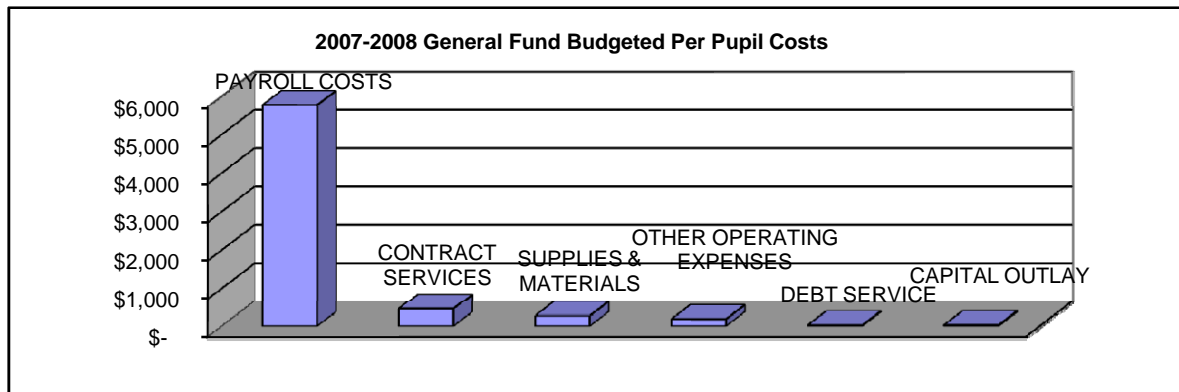 2007-2008 General Fund Budgeted Per Pupil Costs
PAYROLL COSTS
$6,000
$5,000
$4,000
$3,000
$2,000
$1,000
$-
CONTRACT
SERVICES
SUPPLIES &
MATERIALS
OTHER OPERATING
EXPENSES
DEBT SERVICE
CAPITAL OUTLAY